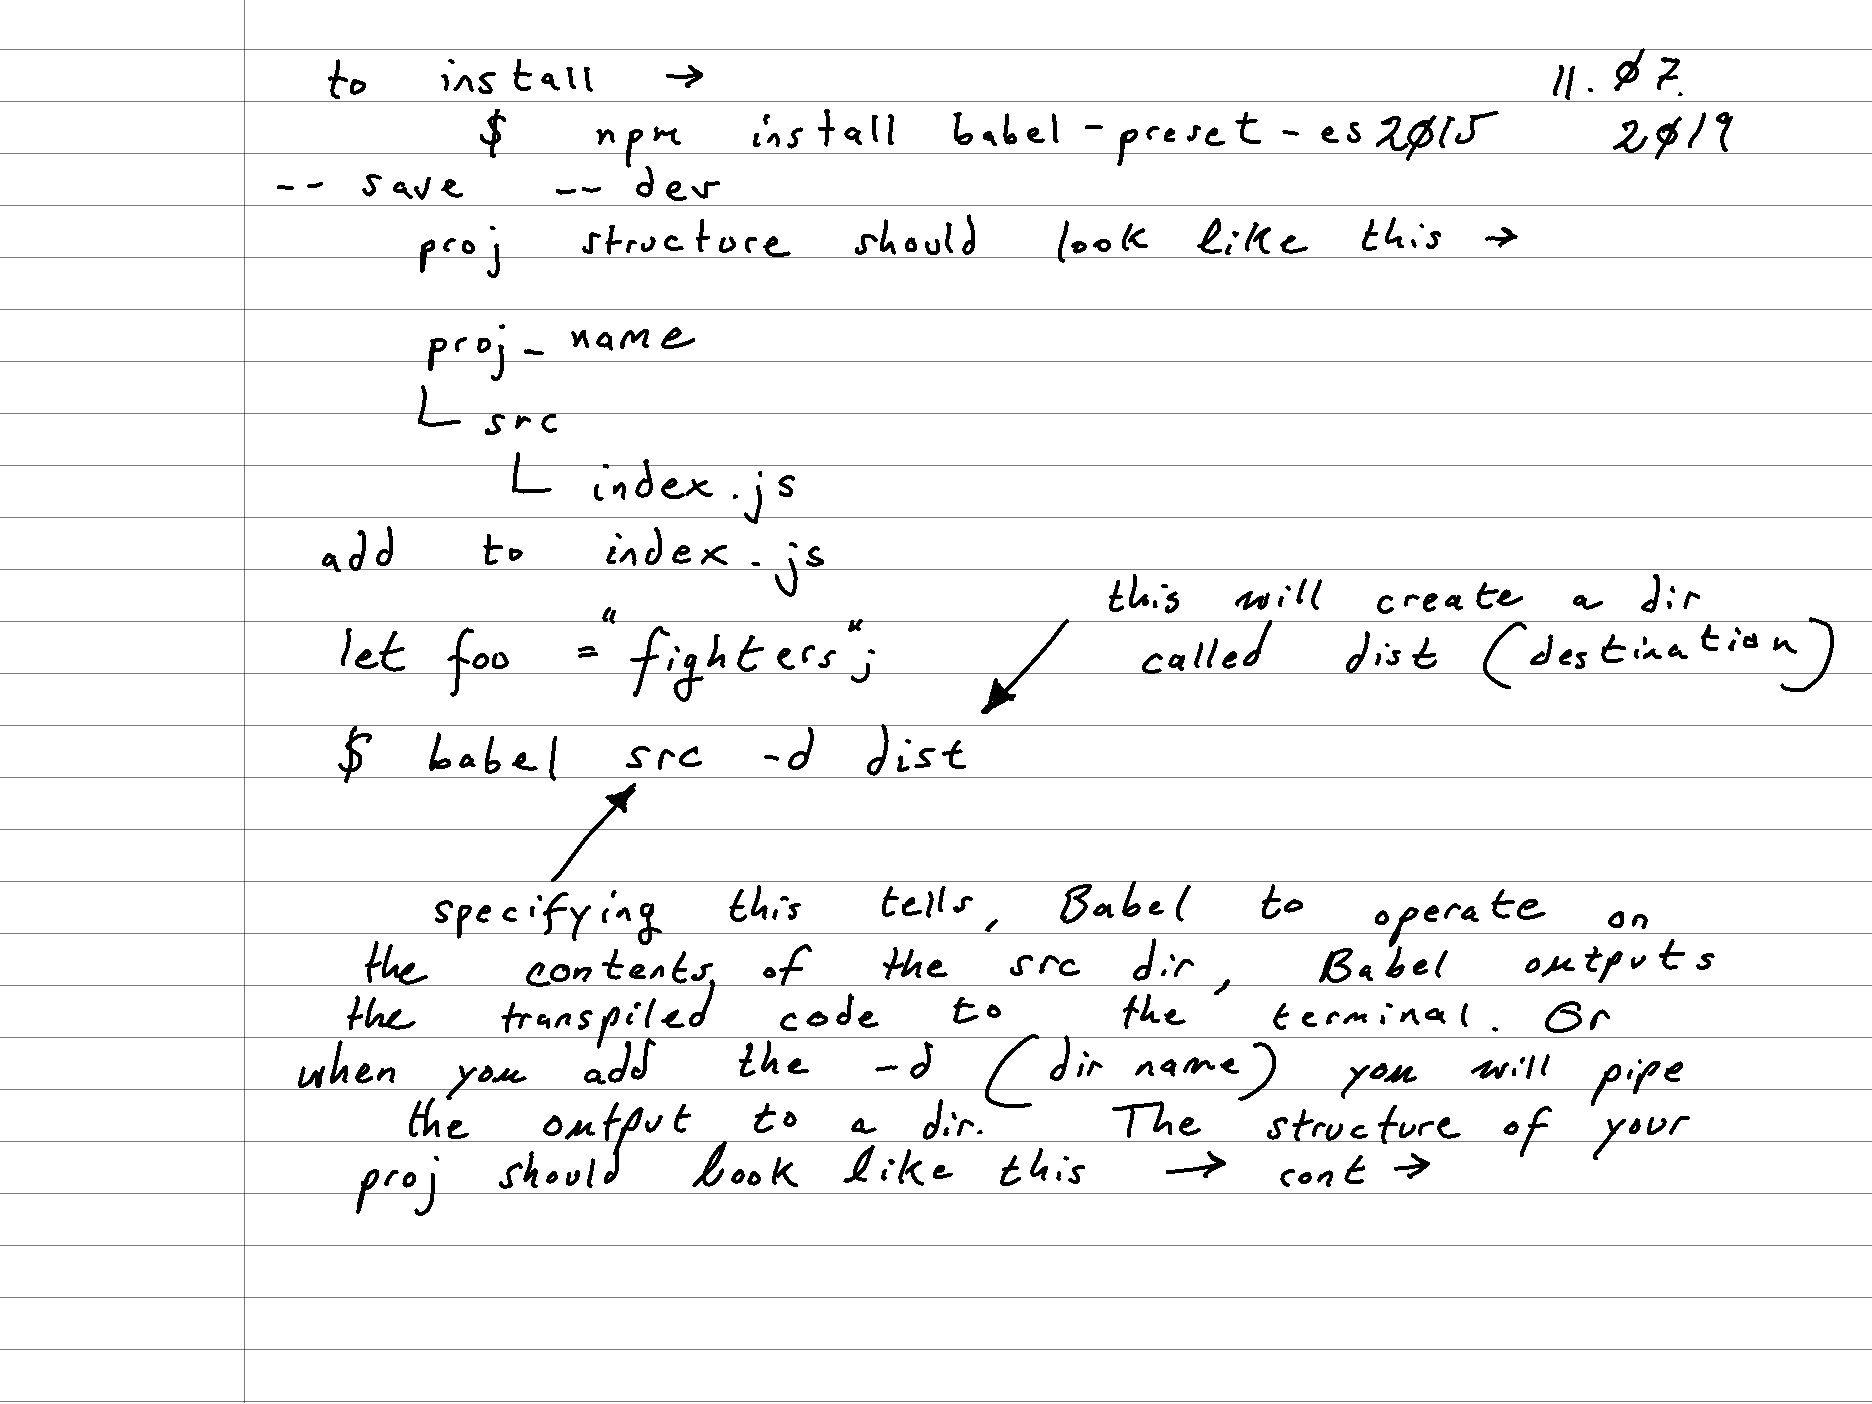 to install → 11.07.
$ npm install babel-preset-es2015 2019
-- save -- dev
proj structure should look like this →
proj_name
└ src
└ index.js
add to index.js
this will create a dir
let foo = "fighters";
called dist (destination)
$ babel src -d dist
specifying this tells, Babel to operate on
the contents, of the src dir, Babel outputs
the transpiled code to the terminal. Or
when you add the -d (dir name) you will pipe
the output to a dir. The structure of your
proj should look like this → cont →